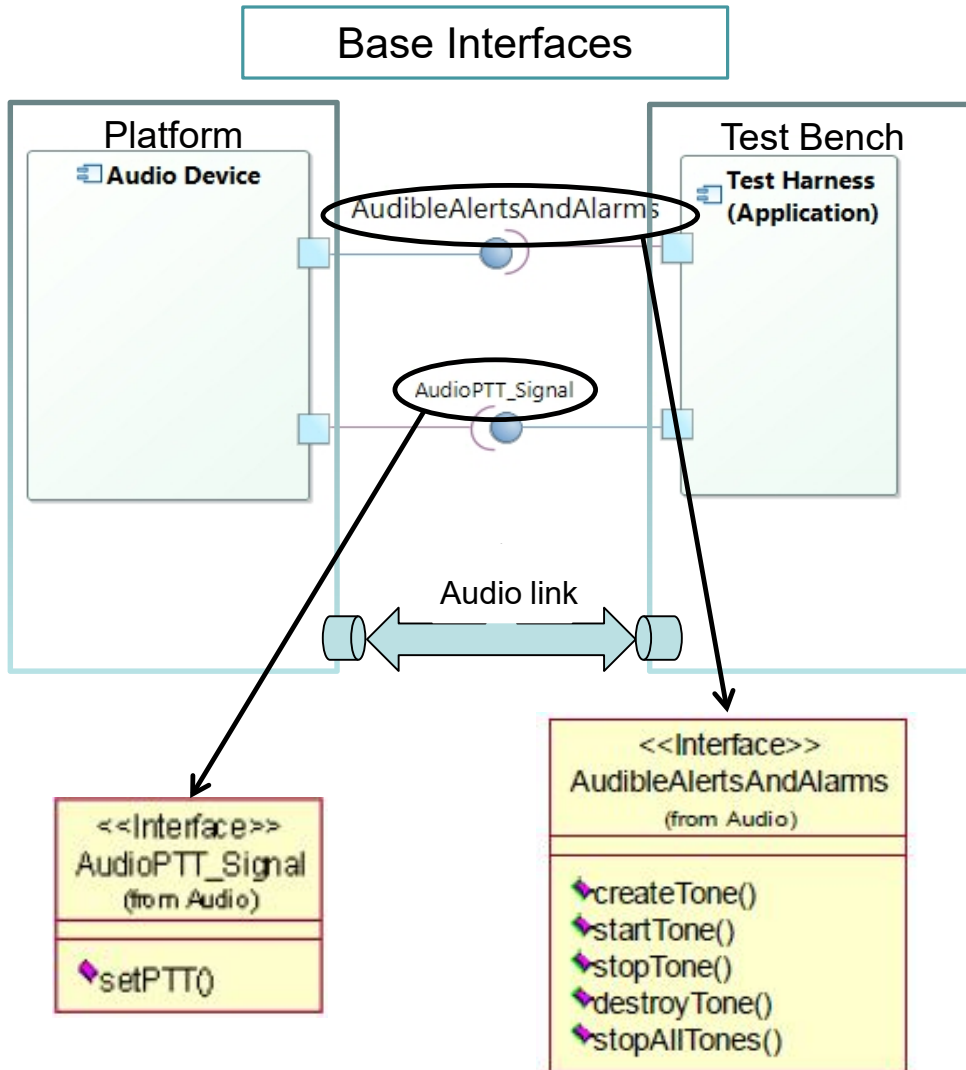 Base Interfaces
Platform
Test Bench
Audio Device
Test Harness
(Application)
AudibleAlertsAndAlarms
AudioPTT_Signal
Audio link
<<Interface>>
AudioPTT_Signal
(from Audio)
setPTT()
<<Interface>>
AudibleAlertsAndAlarms
(from Audio)
createTone()
startTone()
stopTone()
destroyTone()
stopAllTones()